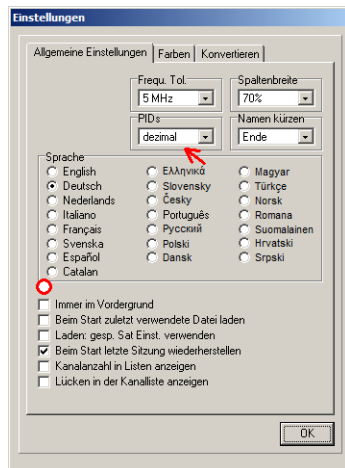 Einstellungen
Allgemeine Einstellungen Farben Konvertieren
Frequ. Tol. Spaltenbreite
5 MHz 70%
PIDs Namen kürzen
dezimal Ende
Sprache
English Ελληνικά Magyar
Deutsch Slovensky Türkçe
Nederlands Česky Norsk
Italiano Português Romana
Français Русский Suomalainen
Svenska Polski Hrvatski
Español Dansk Srpski
Catalan
Immer im Vordergrund
Beim Start zuletzt verwendete Datei laden
Laden: gesp. Sat Einst. verwenden
Beim Start letzte Sitzung wiederherstellen
Kanalanzahl in Listen anzeigen
Lücken in der Kanalliste anzeigen
OK